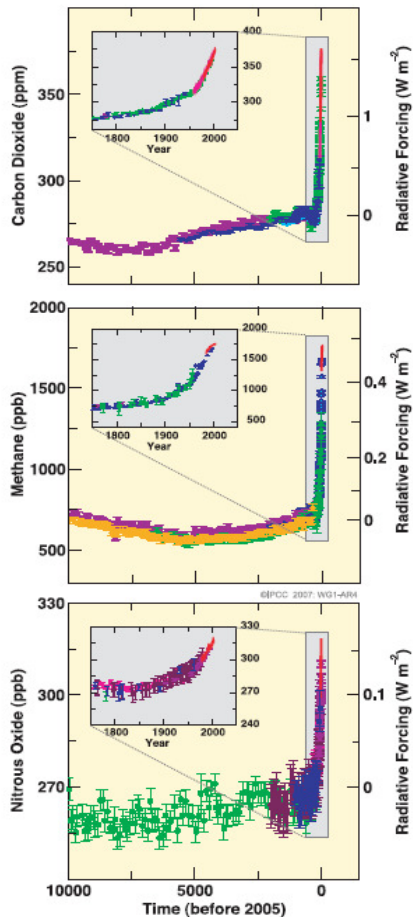 Carbon Dioxide (ppm)
350
300
250
400
350
300
1800 1900 2000
Year
1
0
Radiative Forcing (W m-2)
Methane (ppb)
2000
1500
1000
500
2000
1500
1000
500
1800 1900 2000
Year
0.4
0.2
0
Radiative Forcing (W m-2)
©IPCC 2007: WG1-AR4
Nitrous Oxide (ppb)
330
300
270
330
300
270
240
1800 1900 2000
Year
0.1
0
Radiative Forcing (W m-2)
10000 5000 0
Time (before 2005)